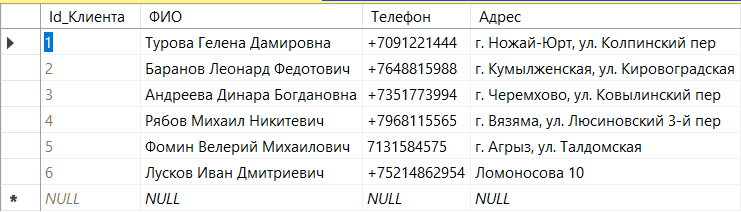 Id_Клиента ФИО Телефон Адрес
1 Турова Гелена Дамировна +7091221444 г. Ножай-Юрт, ул. Колпинский пер
2 Баранов Леонард Федотович +7648815988 г. Кумылженская, ул. Кировоградская
3 Андреева Динара Богдановна +7351773994 г. Черемхово, ул. Ковылинский пер
4 Рябов Михаил Никитевич +7968115565 г. Вязяма, ул. Люсиновский 3-й пер
5 Фомин Велерий Михаилович 7131584575 г. Агрыз, ул. Талдомская
6 Лусков Иван Дмитриевич +75214862954 Ломоносова 10
NULL NULL NULL NULL